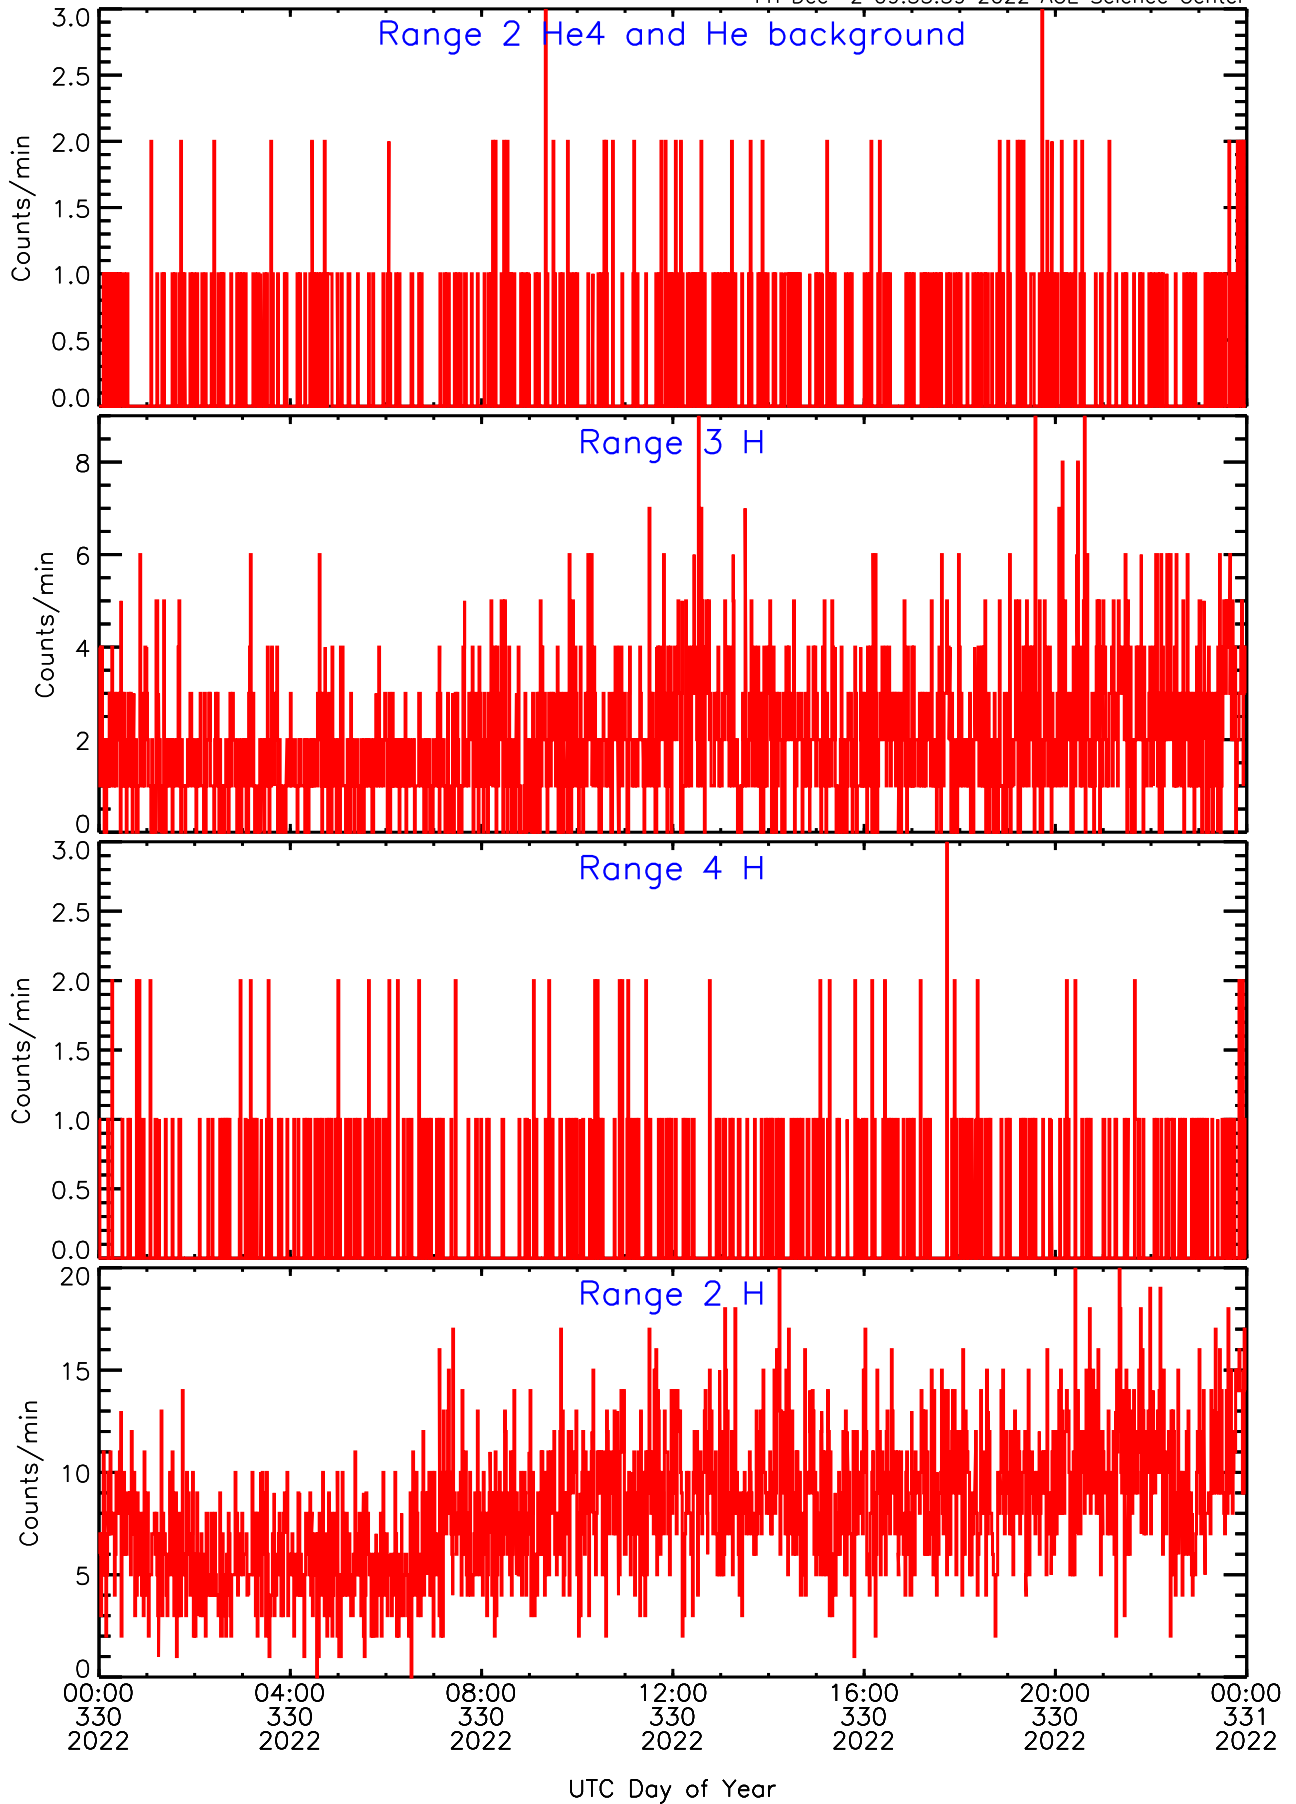 Range 2 He4 and He background
3.0
2.5
2.0
1.5
1.0
0.5
0.0
Counts/min
Range 3 H
8
6
4
2
0
Counts/min
Range 4 H
3.0
2.5
2.0
1.5
1.0
0.5
0.0
Counts/min
Range 2 H
20
15
10
5
0
Counts/min
00:00 04:00 08:00 12:00 16:00 20:00 00:00
330 330 330 330 330 330 331
2022 2022 2022 2022 2022 2022 2022
UTC Day of Year